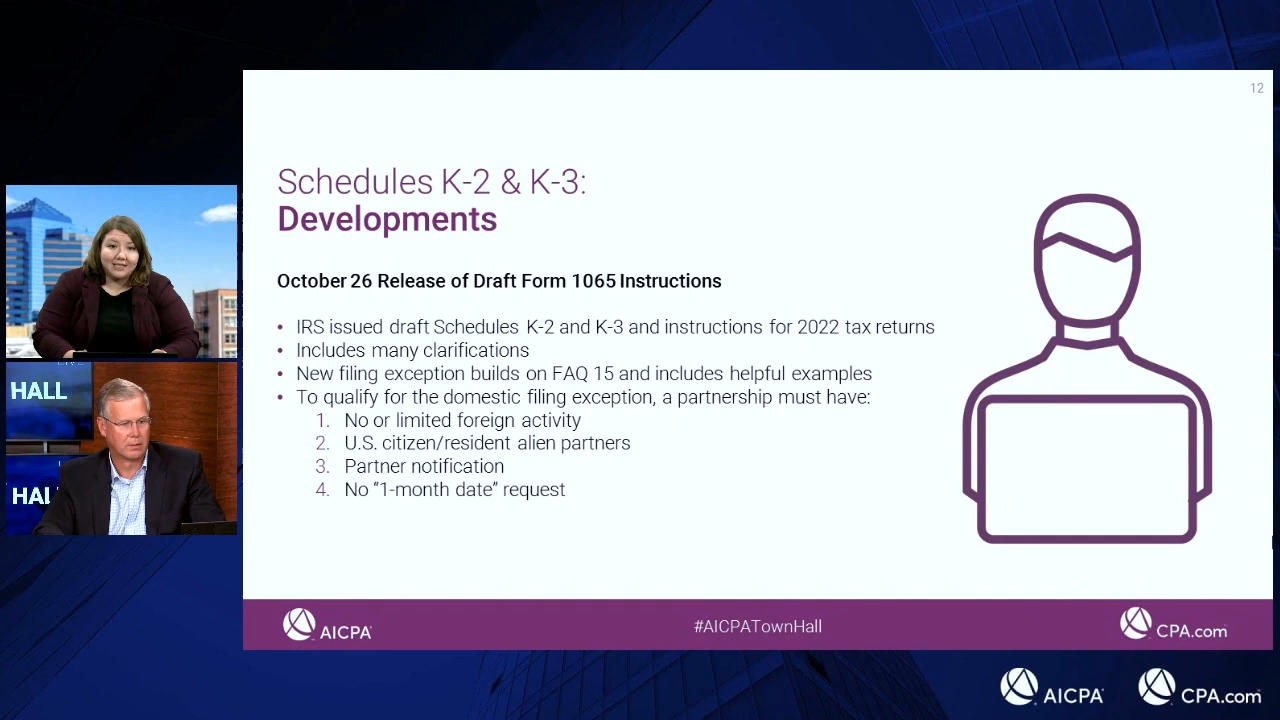 12
Schedules K-2 & K-3:
Developments
October 26 Release of Draft Form 1065 Instructions
• IRS issued draft Schedules K-2 and K-3 and instructions for 2022 tax returns
• Includes many clarifications
• New filing exception builds on FAQ 15 and includes helpful examples
• To qualify for the domestic filing exception, a partnership must have:
1. No or limited foreign activity
2. U.S. citizen/resident alien partners
3. Partner notification
4. No “1-month date” request
HALL
HAL
AICPA
#AICPATownHall
CPA.com
AICPA
CPA.com